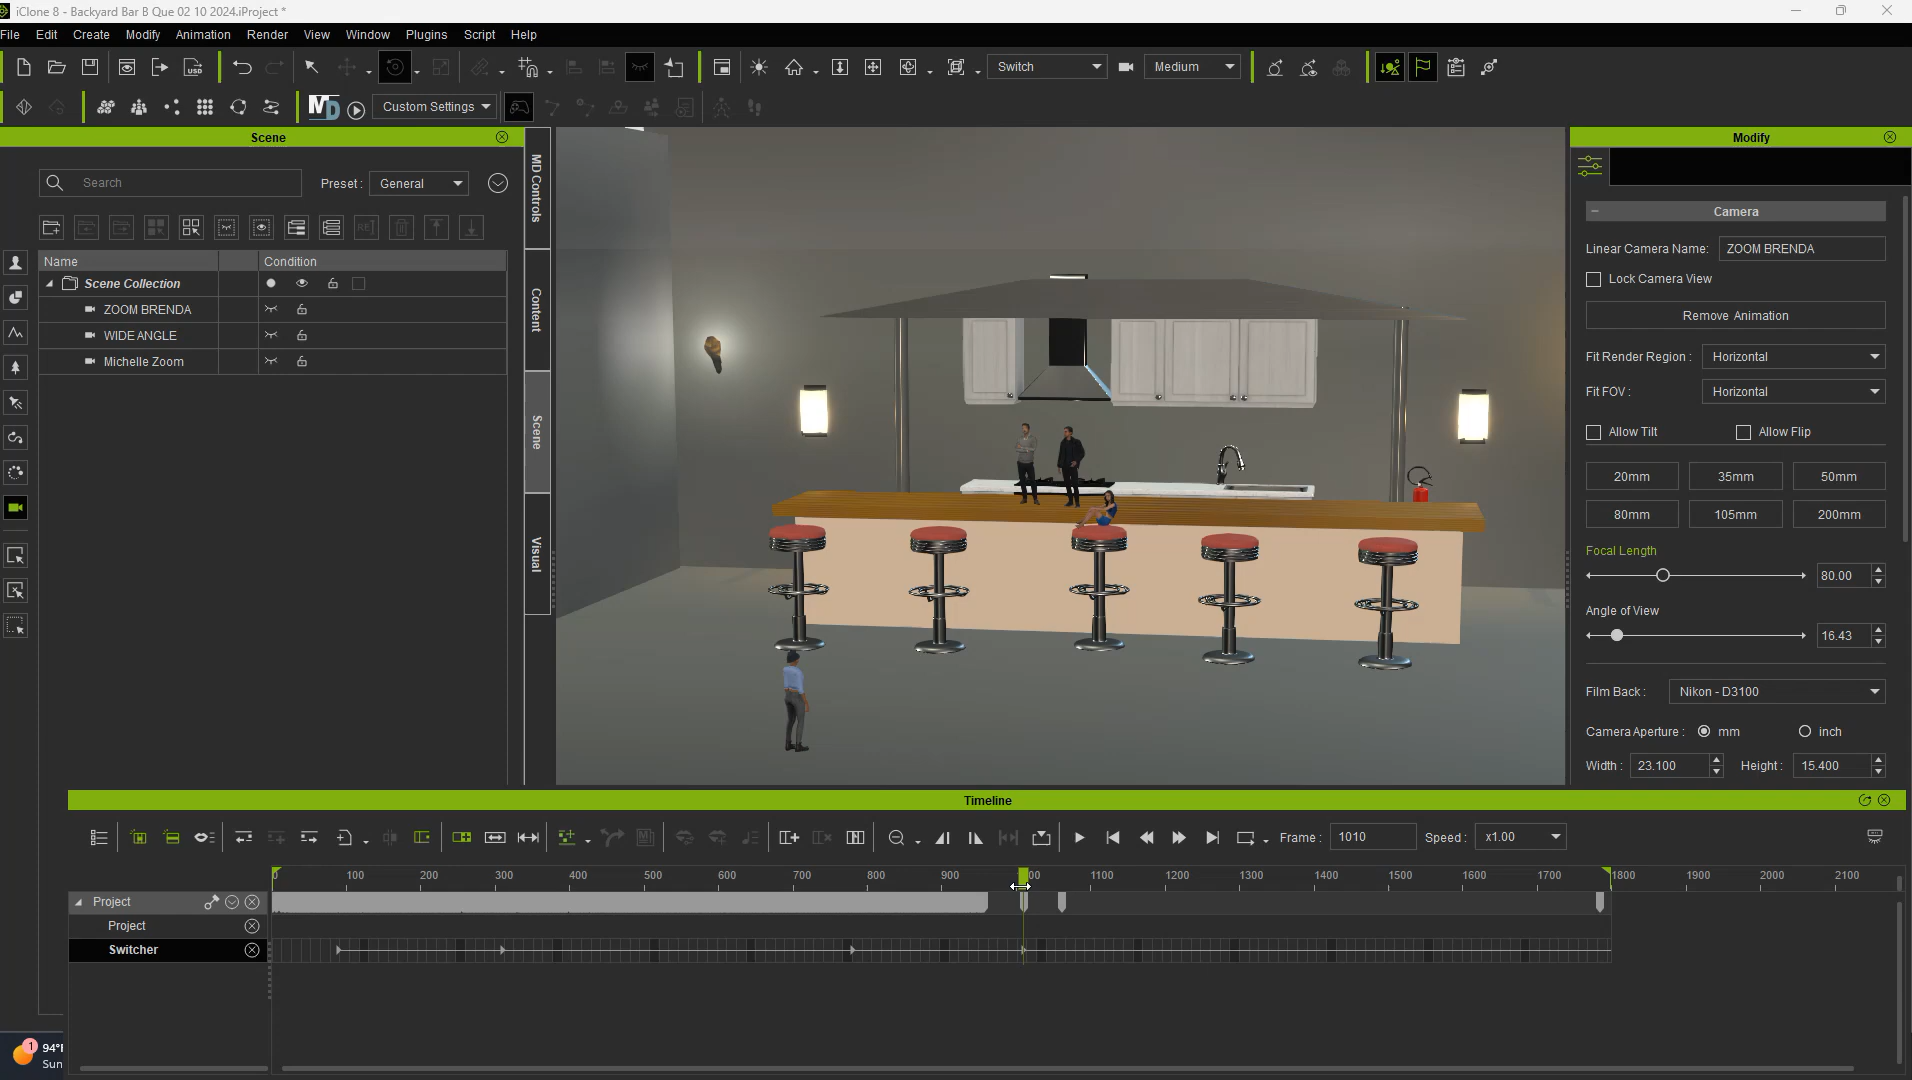 iClone 8 - Backyard Bar B Que 02 10 2024.iProject *
File Edit Create Modify Animation Render View Window Plugins Script Help
USD
Switch
Medium
MD
Custom Settings
Scene
Search
Preset :
General
RE
Name
Condition
Scene Collection
ZOOM BRENDA
WIDE ANGLE
Michelle Zoom
MD Controls
Content
Scene
Visual
Modify
Camera
Linear Camera Name:
ZOOM BRENDA
Lock Camera View
Remove Animation
Fit Render Region :
Horizontal
Fit FOV :
Horizontal
Allow Tilt
Allow Flip
20mm
35mm
50mm
80mm
105mm
200mm
Focal Length
80.00
Angle of View
16.43
Film Back :
Nikon - D3100
Camera Aperture :
mm
inch
Width :
23.100
Height :
15.400
Timeline
Frame :
1010
Speed :
x1.00
0 100 200 300 400 500 600 700 800 900 00 1100 1200 1300 1400 1500 1600 1700 1800 1900 2000 2100
Project
Project
Switcher
1
94°F
Sun